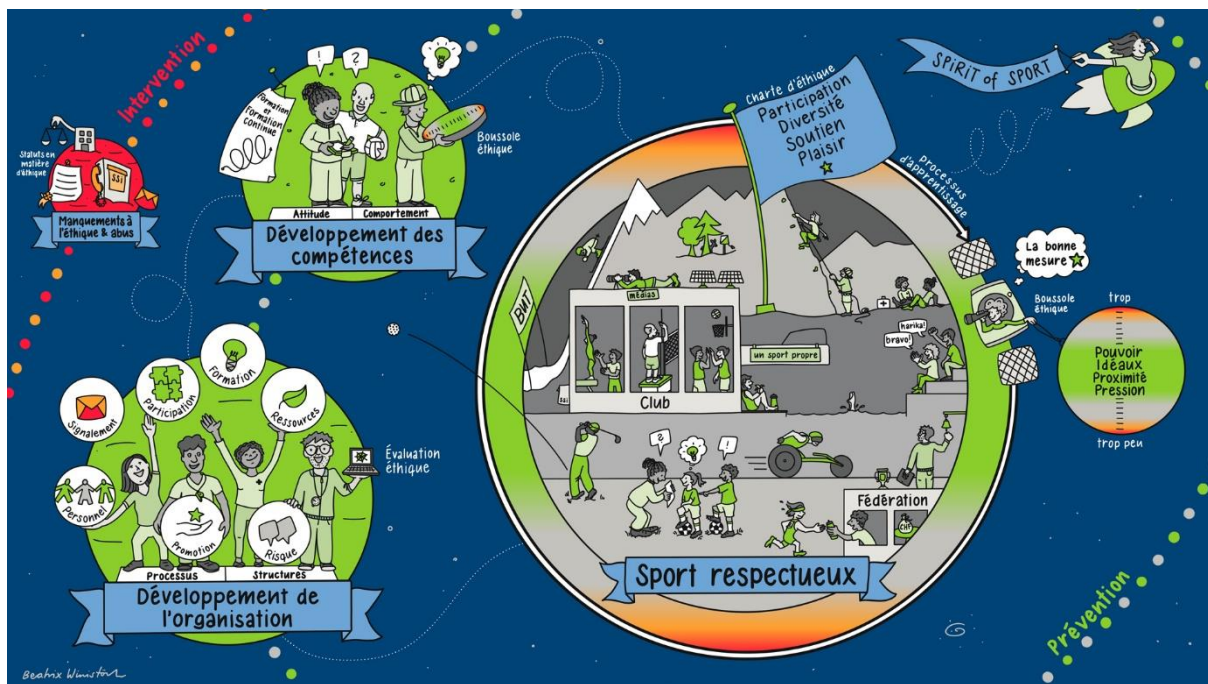 Intervention
Statuts en
matière
d'éthique
SSI
Manquements à
l'éthique & abus
Formation
et
Formation
continue
!
?
Boussole
éthique
Attitude
Comportement
Développement des
compétences
Signalement
Participation
Formation
Ressources
Personnel
Promotion
Risque
Évaluation
éthique
Processus
Structures
Développement de
l'organisation
Charte d'éthique
Participation
Diversité
Soutien
Plaisir
SPIRIT of SPORT
processus
d'apprentissage
La bonne
mesure
Boussole
éthique
trop
Pouvoir
Idéaux
Proximité
Pression
trop peu
BUT
médias
Club
un sport propre
harika!
bravo!
?
!
Fédération
CHF
Sport respectueux
Prévention